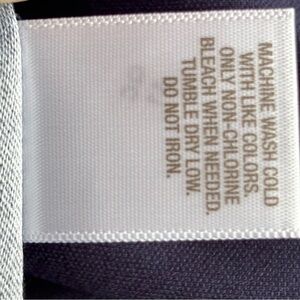 MACHINE WASH COLD
WITH LIKE COLORS.
ONLY NON-CHLORINE
BLEACH WHEN NEEDED.
TUMBLE DRY LOW.
DO NOT IRON.